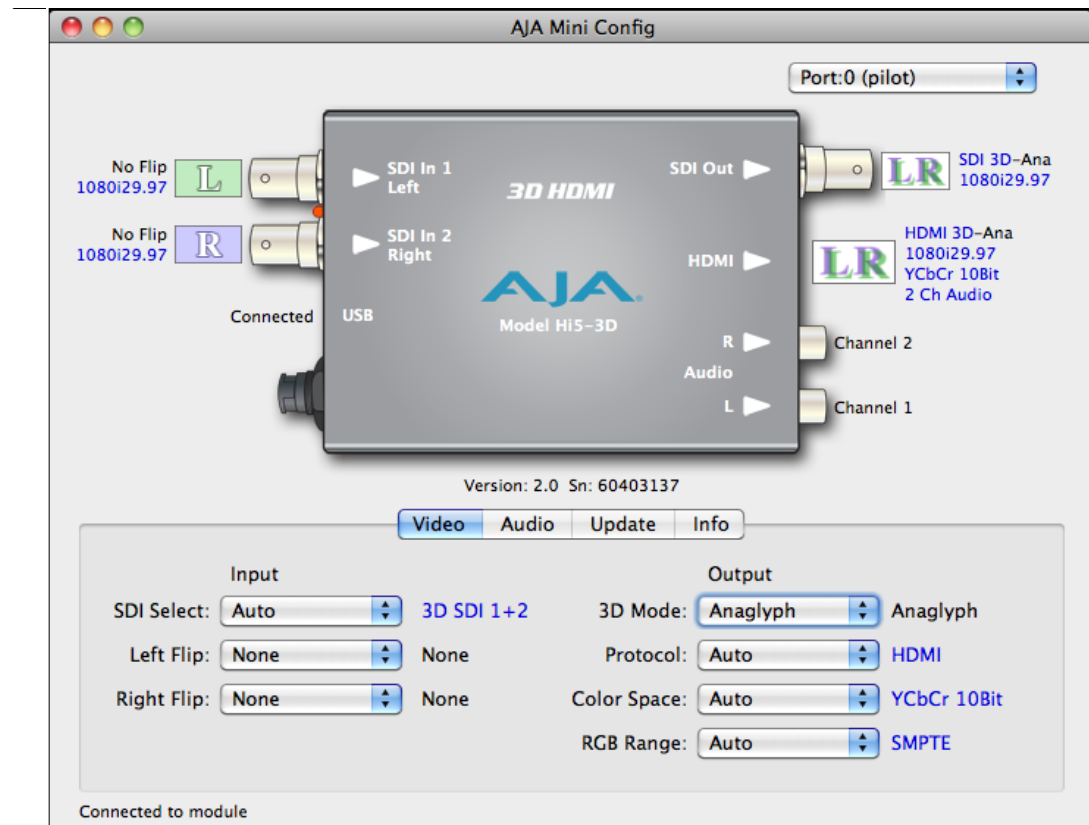 AJA Mini Config
Port:0 (pilot)
No Flip
1080i29.97
L
SDI In 1
Left
3D HDMI
SDI Out
LR
SDI 3D-Ana
1080i29.97
No Flip
1080i29.97
R
SDI In 2
Right
HDMI
LR
HDMI 3D-Ana
1080i29.97
YCbCr 10Bit
2 Ch Audio
Connected
USB
AJA.
Model Hi5-3D
R
Channel 2
Audio
L
Channel 1
Version: 2.0 Sn: 60403137
Video Audio Update Info
Input Output
SDI Select: Auto 3D SDI 1+2 3D Mode: Anaglyph Anaglyph
Left Flip: None None Protocol: Auto HDMI
Right Flip: None None Color Space: Auto YCbCr 10Bit
RGB Range: Auto SMPTE
Connected to module